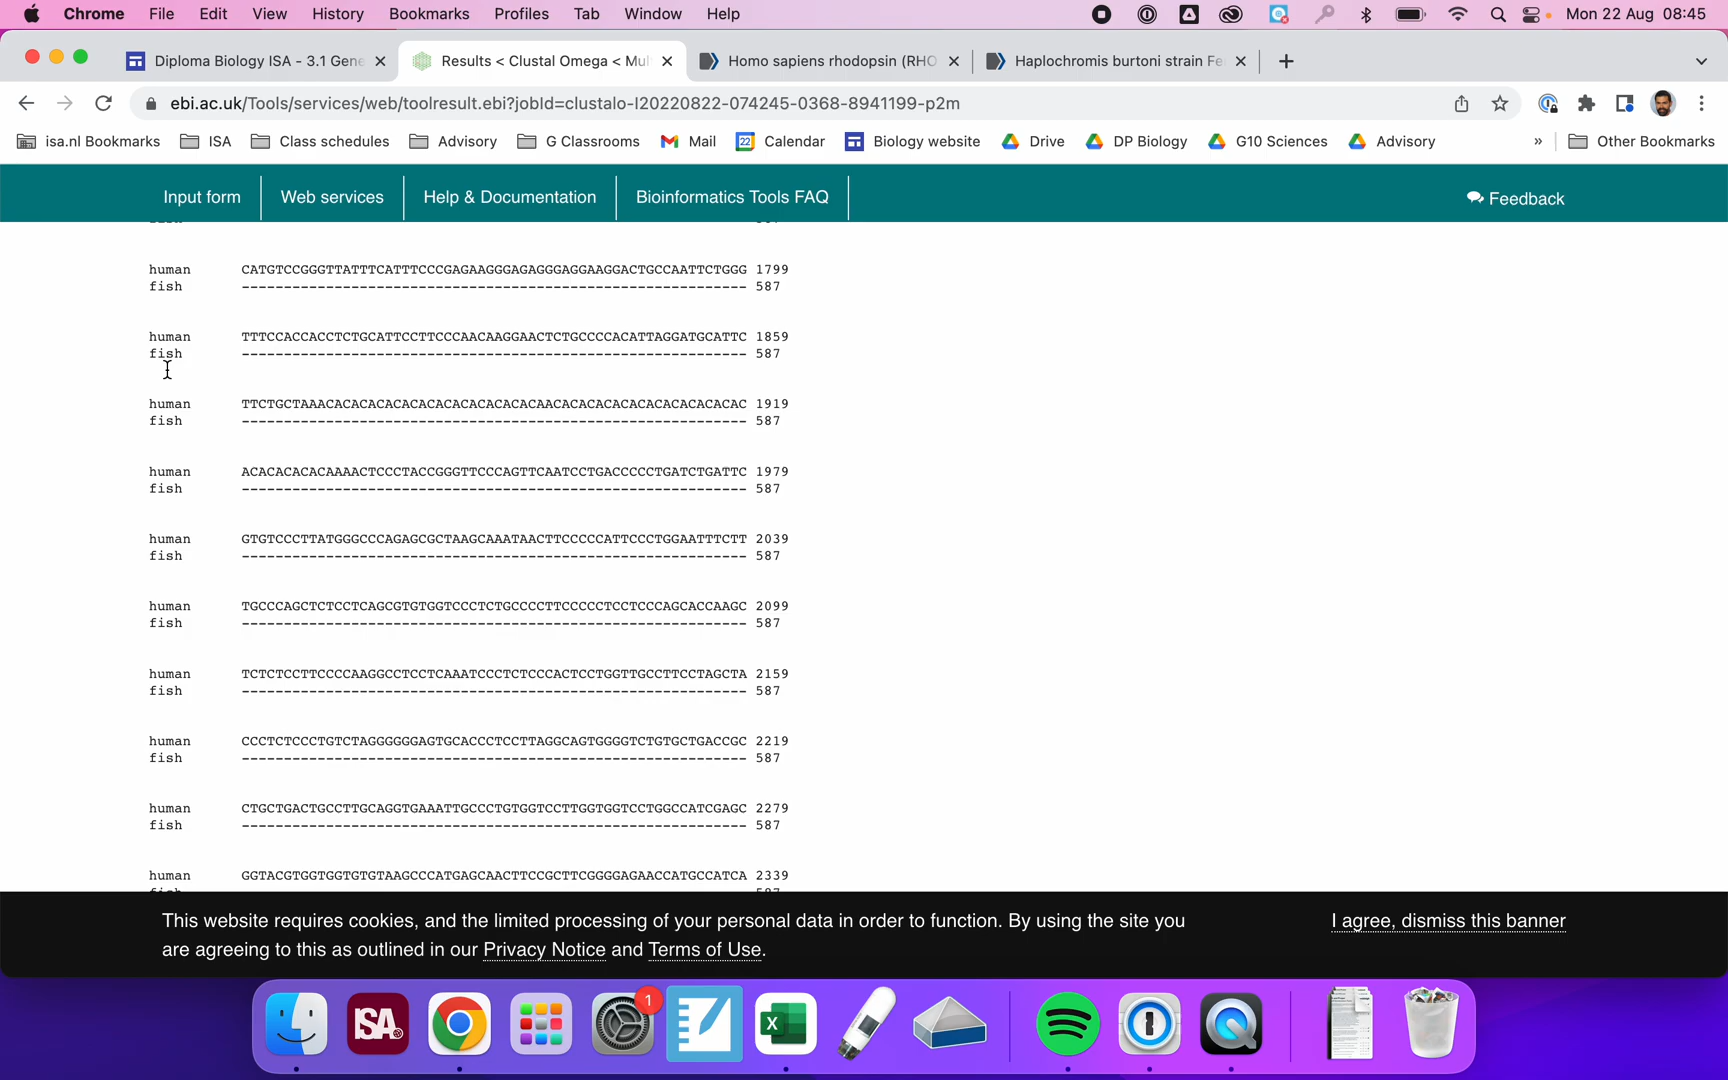 Chrome File Edit View History Bookmarks Profiles Tab Window Help Mon 22 Aug 08:45
Diploma Biology ISA - 3.1 Gene Results < Clustal Omega < Mul Homo sapiens rhodopsin (RHO Haplochromis burtoni strain Fe
ebi.ac.uk/Tools/services/web/toolresult.ebi?jobId=clustalo-I20220822-074245-0368-8941199-p2m
isa.nl Bookmarks ISA Class schedules Advisory G Classrooms Mail 22 Calendar Biology website Drive DP Biology G10 Sciences Advisory » Other Bookmarks
Input form Web services Help & Documentation Bioinformatics Tools FAQ Feedback
human CATGTCCGGGTTATTTCATTTCCCGAGAAGGGAGAGGGAGGAAGGACTGCCAATTCTGGG 1799
fish ------------------------------------------------------------ 587
human TTTCCACCACCTCTGCATTCCTTCCCAACAAGGAACTCTGCCCCACATTAGGATGCATTC 1859
fish ------------------------------------------------------------ 587
human TTCTGCTAAACACACACACACACACACACACACACAACACACACACACACACACACACAC 1919
fish ------------------------------------------------------------ 587
human ACACACACACAAAACTCCCTACCGGGTTCCCAGTTCAATCCTGACCCCCTGATCTGATTC 1979
fish ------------------------------------------------------------ 587
human GTGTCCCTTATGGGCCCAGAGCGCTAAGCAAATAACTTCCCCCATTCCCTGGAATTTCTT 2039
fish ------------------------------------------------------------ 587
human TGCCCAGCTCTCCTCAGCGTGTGGTCCCTCTGCCCCTTCCCCCTCCTCCCAGCACCAAGC 2099
fish ------------------------------------------------------------ 587
human TCTCTCCTTCCCCAAGGCCTCCTCAAATCCCTCTCCCACTCCTGGTTGCCTTCCTAGCTA 2159
fish ------------------------------------------------------------ 587
human CCCTCTCCCTGTCTAGGGGGGAGTGCACCCTCCTTAGGCAGTGGGGTCTGTGCTGACCGC 2219
fish ------------------------------------------------------------ 587
human CTGCTGACTGCCTTGCAGGTGAAATTGCCCTGTGGTCCTTGGTGGTCCTGGCCATCGAGC 2279
fish ------------------------------------------------------------ 587
human GGTACGTGGTGGTGTGTAAGCCCATGAGCAACTTCCGCTTCGGGGAGAACCATGCCATCA 2339
This website requires cookies, and the limited processing of your personal data in order to function. By using the site you
are agreeing to this as outlined in our Privacy Notice and Terms of Use.
I agree, dismiss this banner
ISA
1
X